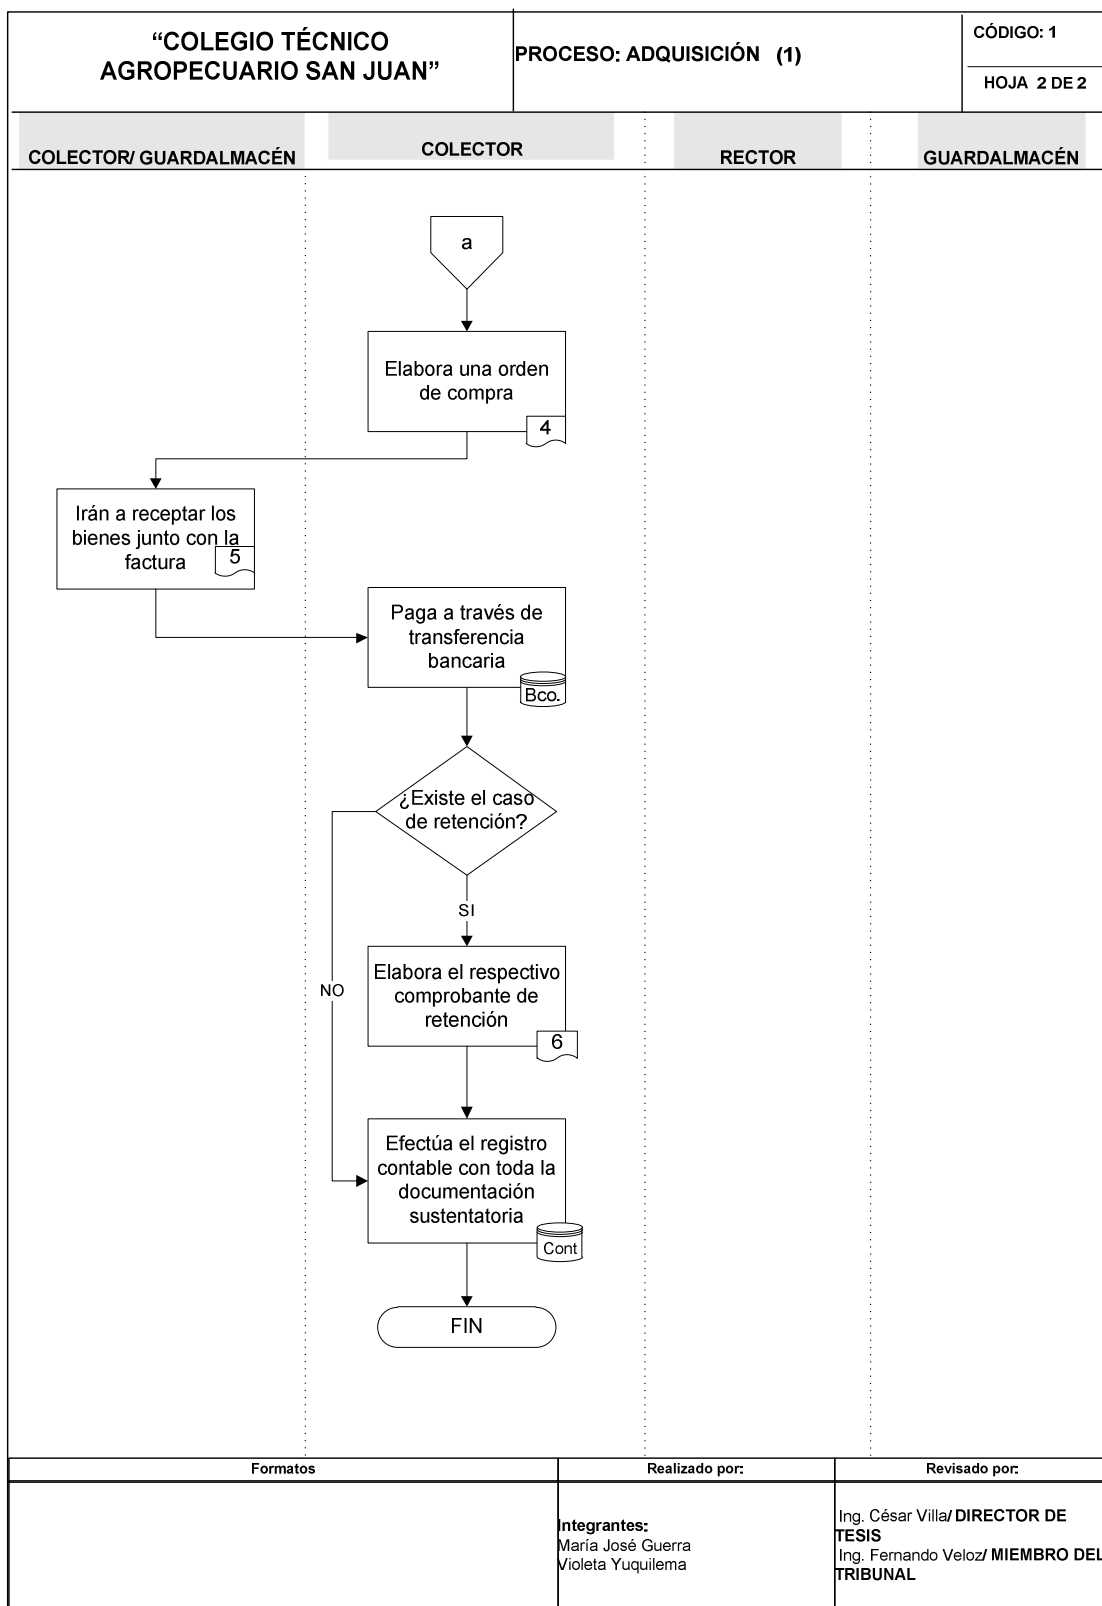 “COLEGIO TÉCNICO
AGROPECUARIO SAN JUAN”
PROCESO: ADQUISICIÓN (1)
CÓDIGO: 1
HOJA 2 DE 2
COLECTOR/ GUARDALMACÉN
COLECTOR
RECTOR
GUARDALMACÉN
a
Elabora una orden
de compra
4
Irán a receptar los
bienes junto con la
factura
5
Paga a través de
transferencia
bancaria
Bco.
¿Existe el caso
de retención?
SI
NO
Elabora el respectivo
comprobante de
retención
6
Efectúa el registro
contable con toda la
documentación
sustentatoria
Cont
FIN
Formatos
Realizado por:
Revisado por:
Integrantes:
María José Guerra
Violeta Yuquilema
Ing. César Villa/ DIRECTOR DE
TESIS
Ing. Fernando Veloz/ MIEMBRO DEL
TRIBUNAL